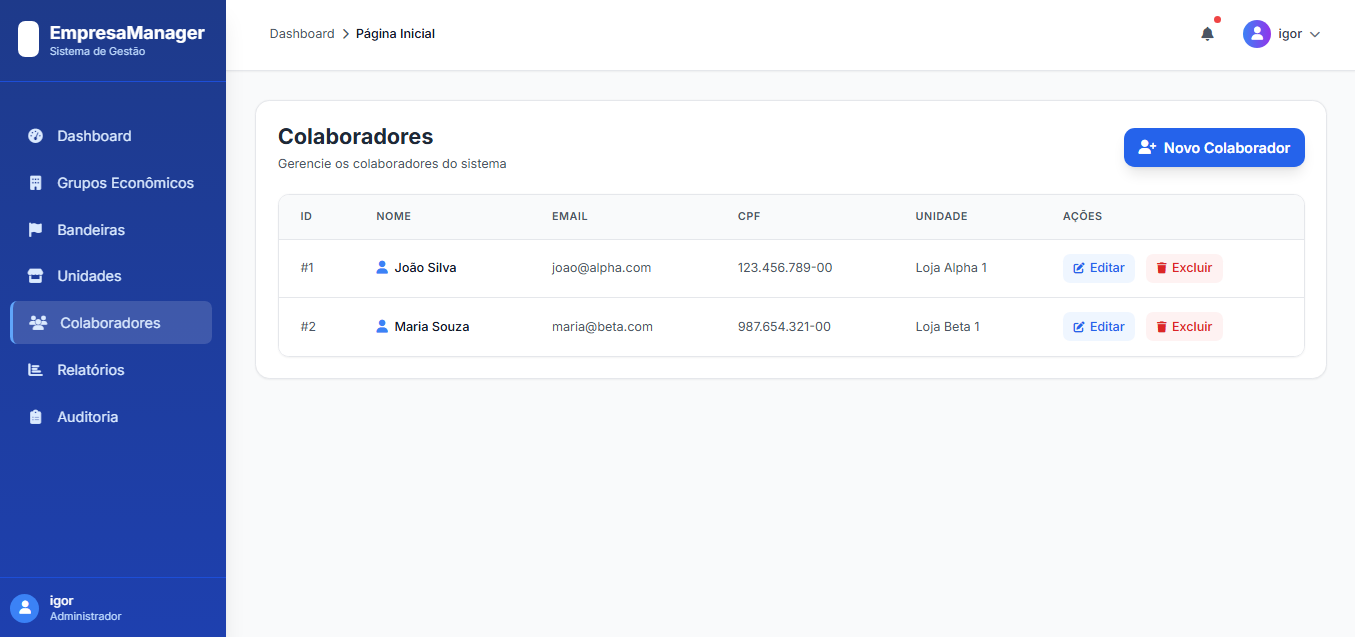 EmpresaManager
Sistema de Gestão
Dashboard
Grupos Econômicos
Bandeiras
Unidades
Colaboradores
Relatórios
Auditoria
igor
Administrador
Dashboard Página Inicial
igor
Colaboradores
Gerencie os colaboradores do sistema
Novo Colaborador
ID NOME EMAIL CPF UNIDADE AÇÕES
#1 João Silva joao@alpha.com 123.456.789-00 Loja Alpha 1 Editar Excluir
#2 Maria Souza maria@beta.com 987.654.321-00 Loja Beta 1 Editar Excluir